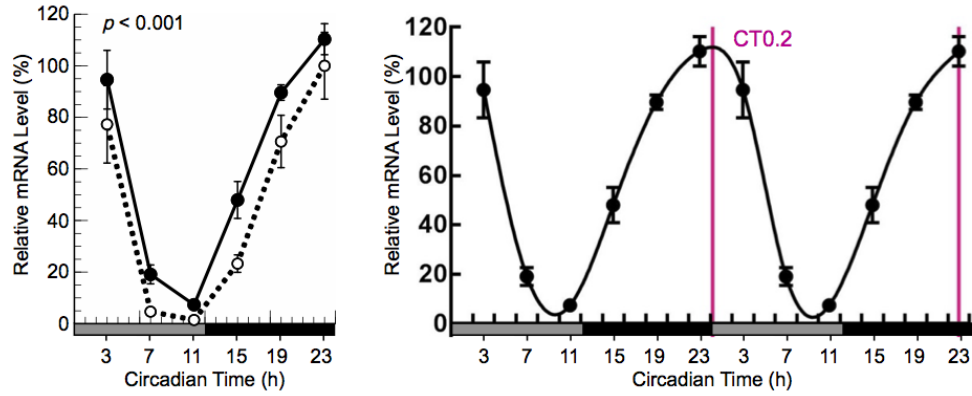 p < 0.001
Relative mRNA Level (%)
120
100
80
60
40
20
0
3 7 11 15 19 23
Circadian Time (h)
CT0.2
Relative mRNA Level (%)
120
100
80
60
40
20
0
3 7 11 15 19 23 3 7 11 15 19 23
Circadian Time (h)